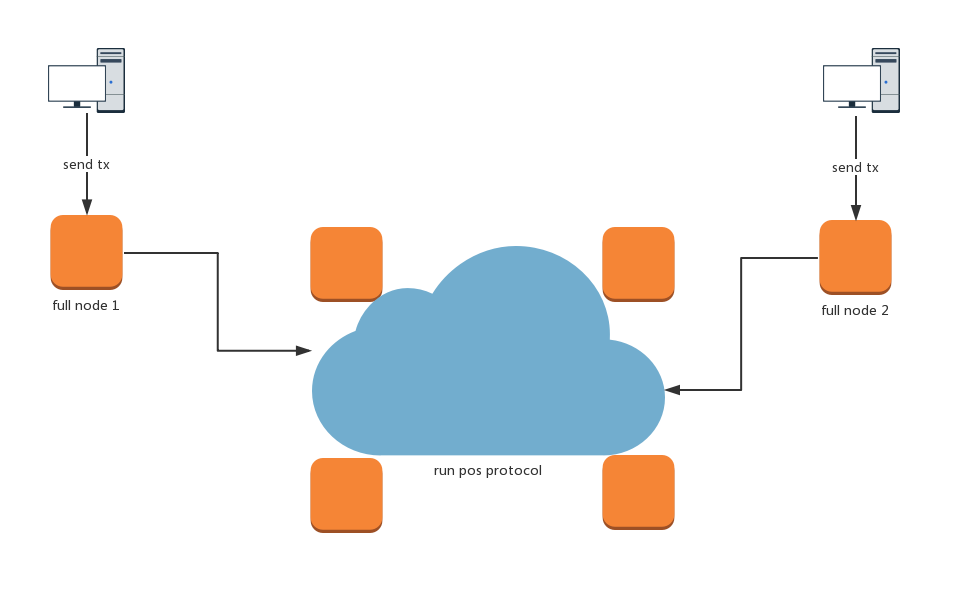 send tx
send tx
full node 1
full node 2
run pos protocol